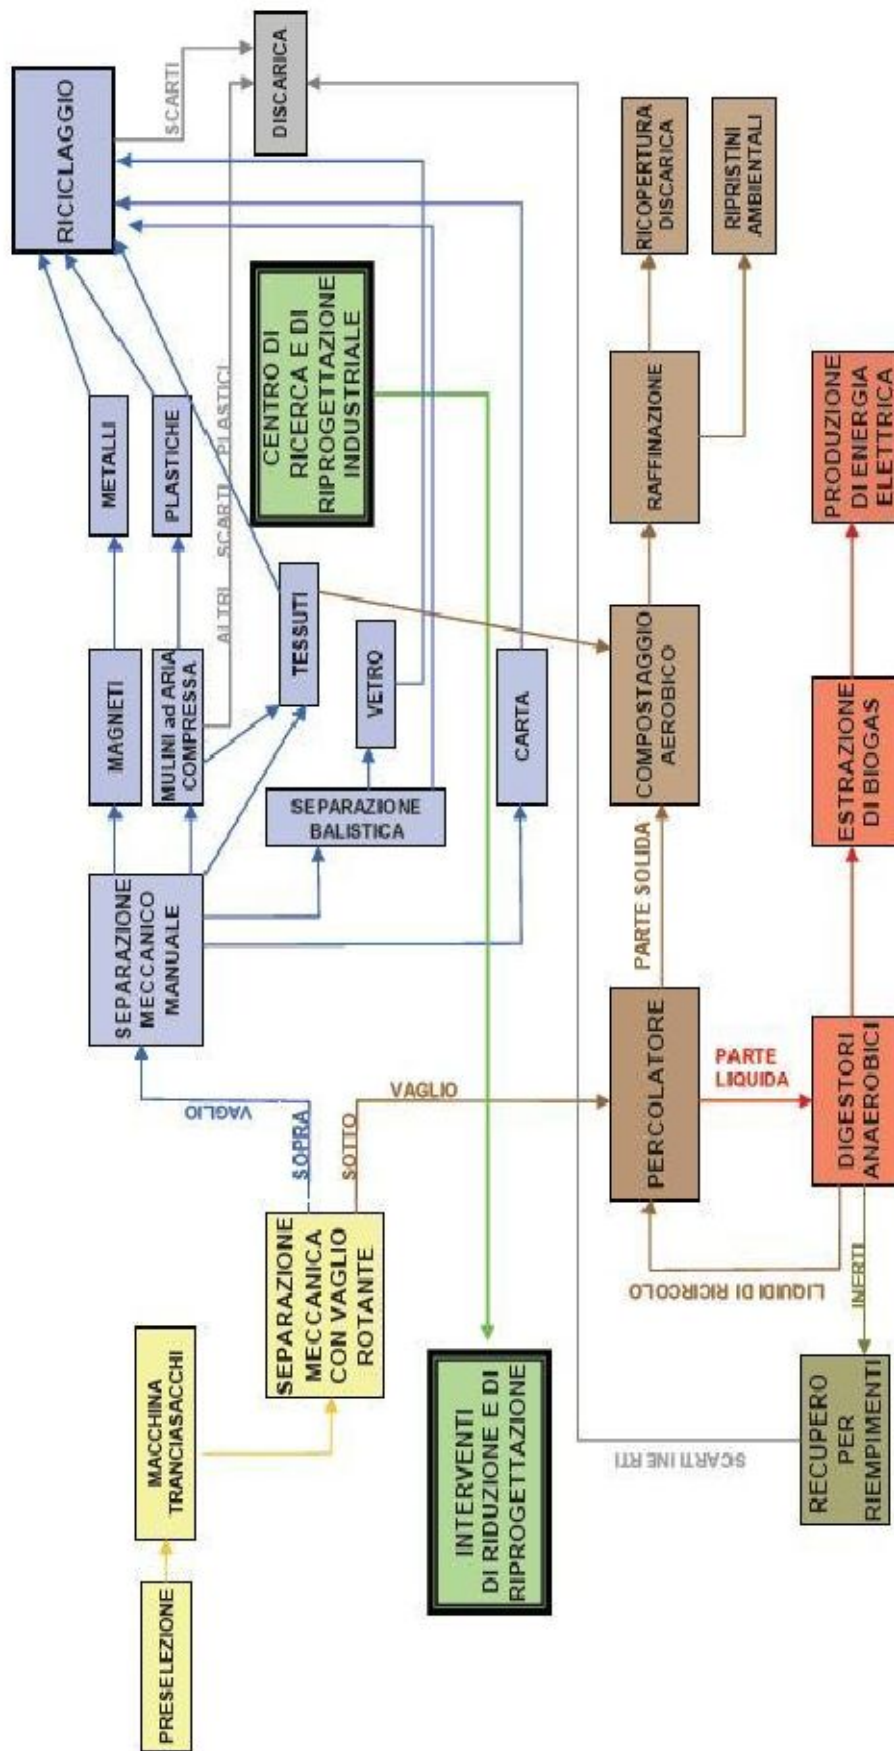 PRESELEZIONE
MACCHINA
TRANCIASACCHI
SEPARAZIONE
MECCANICA
CON VAGLIO
ROTANTE
SOPRA
VAGLIO
SOTTO
VAGLIO
SEPARAZIONE
MECCANICO
MANUALE
MAGNETI
METALLI
MULINI ad ARIA
COMPRESSA
PLASTICHE
ALTRI SCARTI PLASTICI
TESSUTI
SEPARAZIONE
BALISTICA
VETRO
CARTA
RICICLAGGIO
SCARTI
DISCARICA
CENTRO DI
RICERCA E DI
RIPROGETTAZIONE
INDUSTRIALE
INTERVENTI
DI RIDUZIONE E DI
RIPROGETTAZIONE
PERCOLATORE
PARTE SOLIDA
COMPOSTAGGIO
AEROBICO
RAFFINAZIONE
RICOPERTURA
DISCARICA
RIPRISTINI
AMBIENTALI
PARTE
LIQUIDA
LIQUIDI DI RICIRCOLO
DIGESTORI
ANAEROBICI
ESTRAZIONE
DI BIOGAS
PRODUZIONE
DI ENERGIA
ELETTRICA
INERTI
RECUPERO
PER
RIEMPIMENTI
SCARTI INERTI